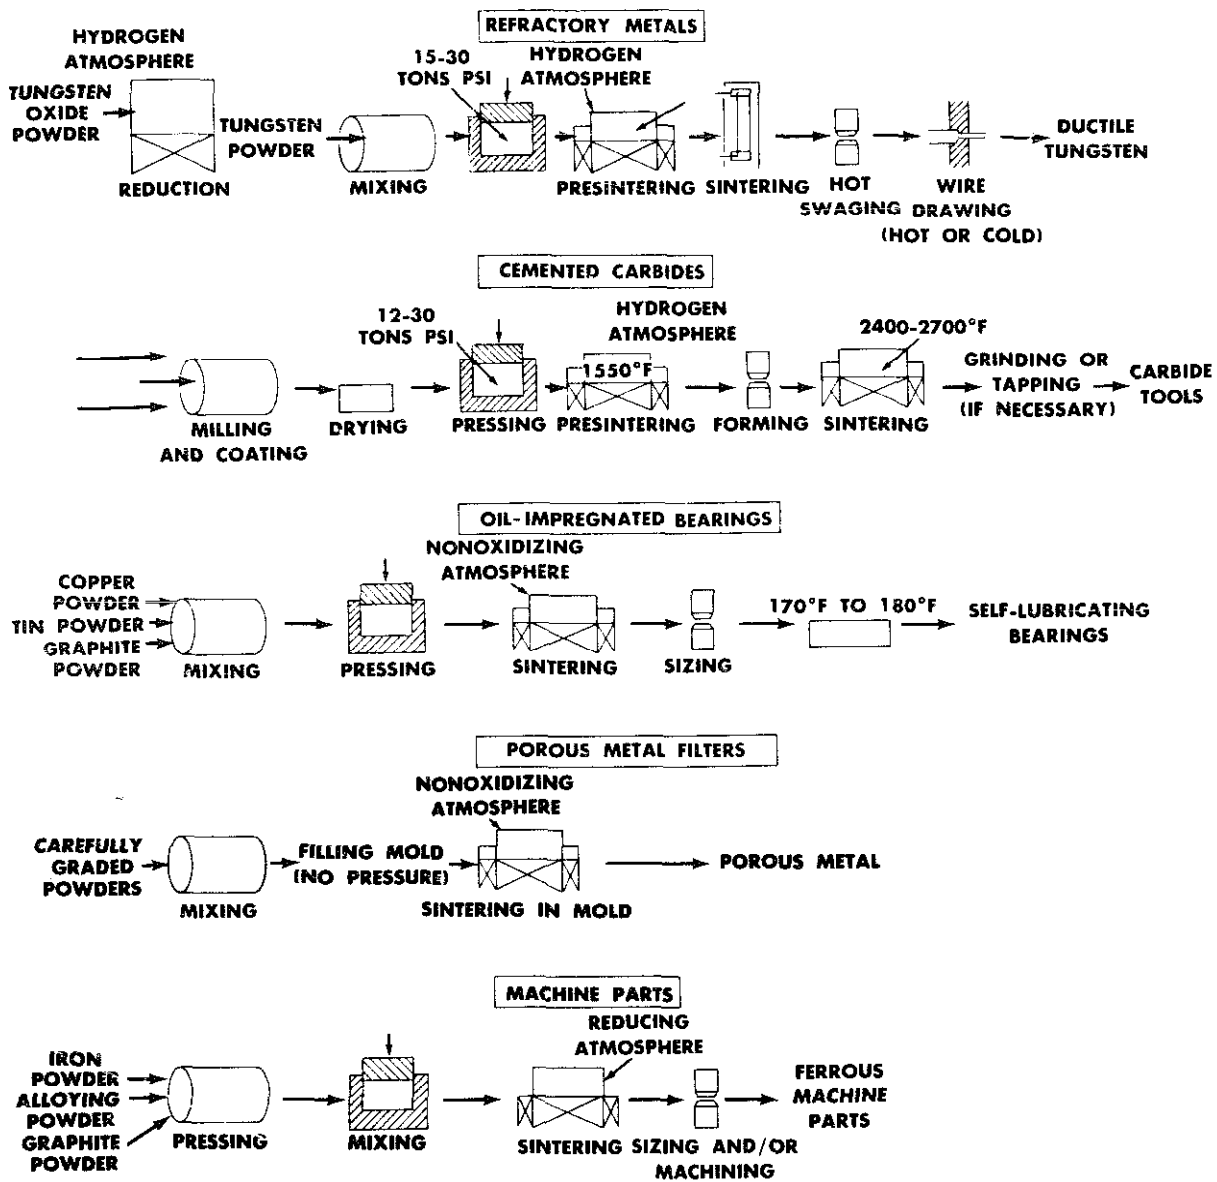 REFRACTORY METALS
HYDROGEN
ATMOSPHERE
TUNGSTEN
OXIDE
POWDER
REDUCTION
TUNGSTEN
POWDER
MIXING
15-30
TONS PSI
HYDROGEN
ATMOSPHERE
PRESINTERING
SINTERING
HOT
SWAGING
WIRE
DRAWING
(HOT OR COLD)
DUCTILE
TUNGSTEN
CEMENTED CARBIDES
MILLING
AND COATING
DRYING
12-30
TONS PSI
PRESSING
HYDROGEN
ATMOSPHERE
1550°F
PRESINTERING
FORMING
2400-2700°F
SINTERING
GRINDING OR
TAPPING
(IF NECESSARY)
CARBIDE
TOOLS
OIL-IMPREGNATED BEARINGS
COPPER
POWDER
TIN POWDER
GRAPHITE
POWDER
MIXING
PRESSING
NONOXIDIZING
ATMOSPHERE
SINTERING
SIZING
170°F TO 180°F
SELF-LUBRICATING
BEARINGS
POROUS METAL FILTERS
CAREFULLY
GRADED
POWDERS
MIXING
FILLING MOLD
(NO PRESSURE)
NONOXIDIZING
ATMOSPHERE
SINTERING IN MOLD
POROUS METAL
MACHINE PARTS
IRON
POWDER
ALLOYING
POWDER
GRAPHITE
POWDER
PRESSING
MIXING
REDUCING
ATMOSPHERE
SINTERING
SIZING AND/OR
MACHINING
FERROUS
MACHINE
PARTS